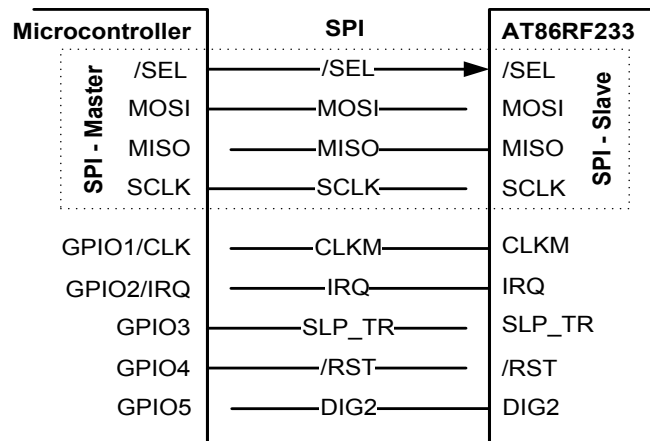 Microcontroller SPI AT86RF233
SPI - Master
SPI - Slave
/SEL /SEL /SEL
MOSI MOSI MOSI
MISO MISO MISO
SCLK SCLK SCLK
GPIO1/CLK CLKM CLKM
GPIO2/IRQ IRQ IRQ
GPIO3 SLP_TR SLP_TR
GPIO4 /RST /RST
GPIO5 DIG2 DIG2